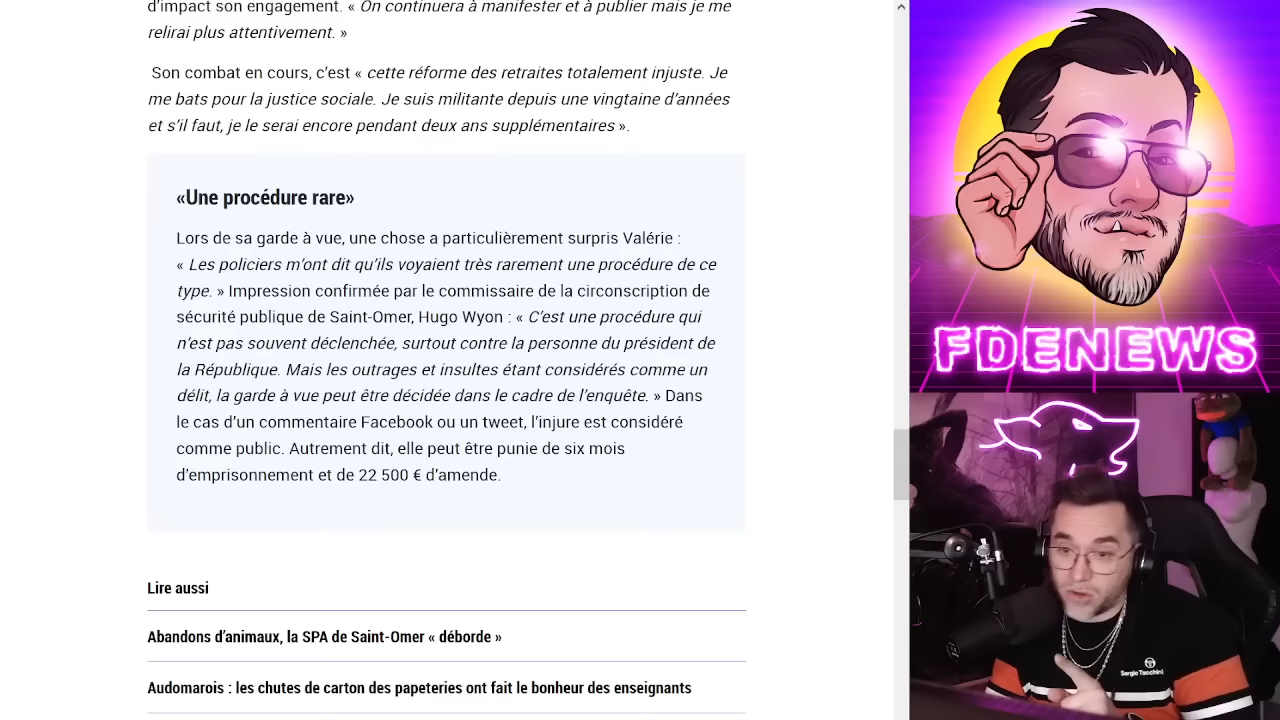 d'impact son engagement. « On continuera à manifester et à publier mais je me
relirai plus attentivement. »
Son combat en cours, c'est « cette réforme des retraites totalement injuste. Je
me bats pour la justice sociale. Je suis militante depuis une vingtaine d'années
et s'il faut, je le serai encore pendant deux ans supplémentaires ».
«Une procédure rare»
Lors de sa garde à vue, une chose a particulièrement surpris Valérie :
« Les policiers m'ont dit qu'ils voyaient très rarement une procédure de ce
type. » Impression confirmée par le commissaire de la circonscription de
sécurité publique de Saint-Omer, Hugo Wyon : « C'est une procédure qui
n'est pas souvent déclenchée, surtout contre la personne du président de
la République. Mais les outrages et insultes étant considérés comme un
délit, la garde à vue peut être décidée dans le cadre de l'enquête. » Dans
le cas d'un commentaire Facebook ou un tweet, l'injure est considéré
comme public. Autrement dit, elle peut être punie de six mois
d'emprisonnement et de 22 500 € d'amende.
Lire aussi
Abandons d'animaux, la SPA de Saint-Omer « déborde »
Audomarois : les chutes de carton des papeteries ont fait le bonheur des enseignants
FDENEWS
Sergio Tacchini